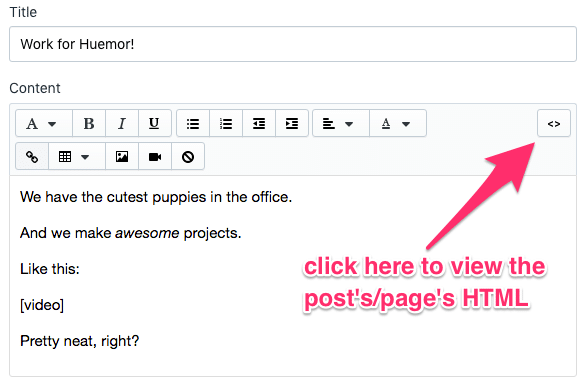 Title
Work for Huemor!
Content
A B I U A <>
We have the cutest puppies in the office.
And we make awesome projects.
Like this:
[video]
Pretty neat, right?
click here to view the
post's/page's HTML